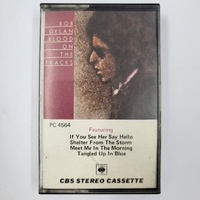 BOB
DYLAN
BLOOD
ON
THE
TRACKS
PC 4564
Featuring
If You See Her Say Hello
Shelter From The Storm
Meet Me In The Morning
Tangled Up In Blue
CBS STEREO CASSETTE